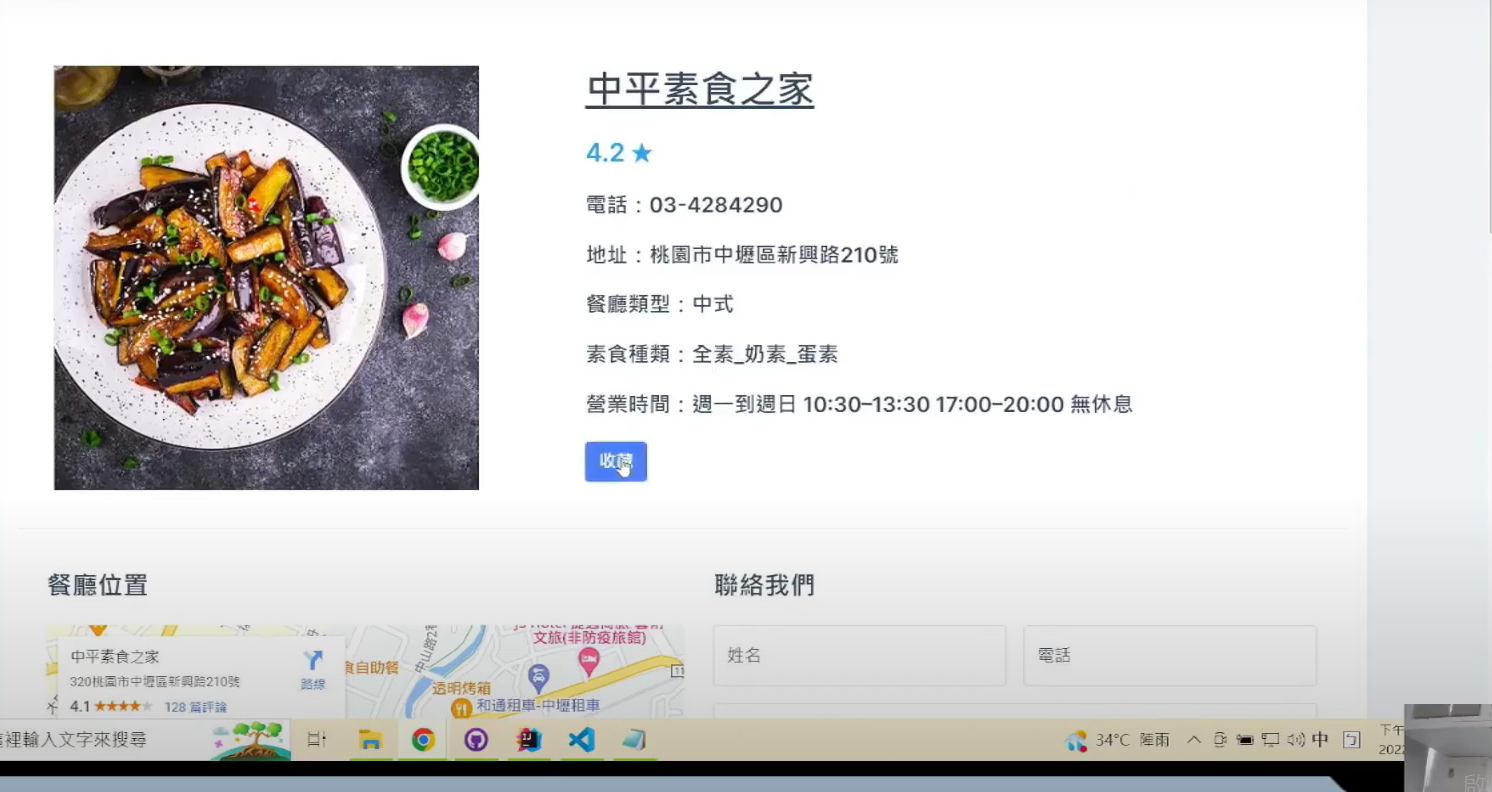 中平素食之家
4.2 ★
電話：03-4284290
地址：桃園市中壢區新興路210號
餐廳類型：中式
素食種類：全素_奶素_蛋素
營業時間：週一到週日 10:30–13:30 17:00–20:00 無休息
收藏
餐廳位置
聯絡我們
中平素食之家
320桃園市中壢區新興路210號
路線
4.1 ★★★★★ 128 篇評論
中山路2
食自助餐
文旅(非防疫旅館)
透明烤箱
和通租車-中壢租車
11
姓名
電話
這裡輸入文字來搜尋
34°C 陣雨
中
下午
2022
啟